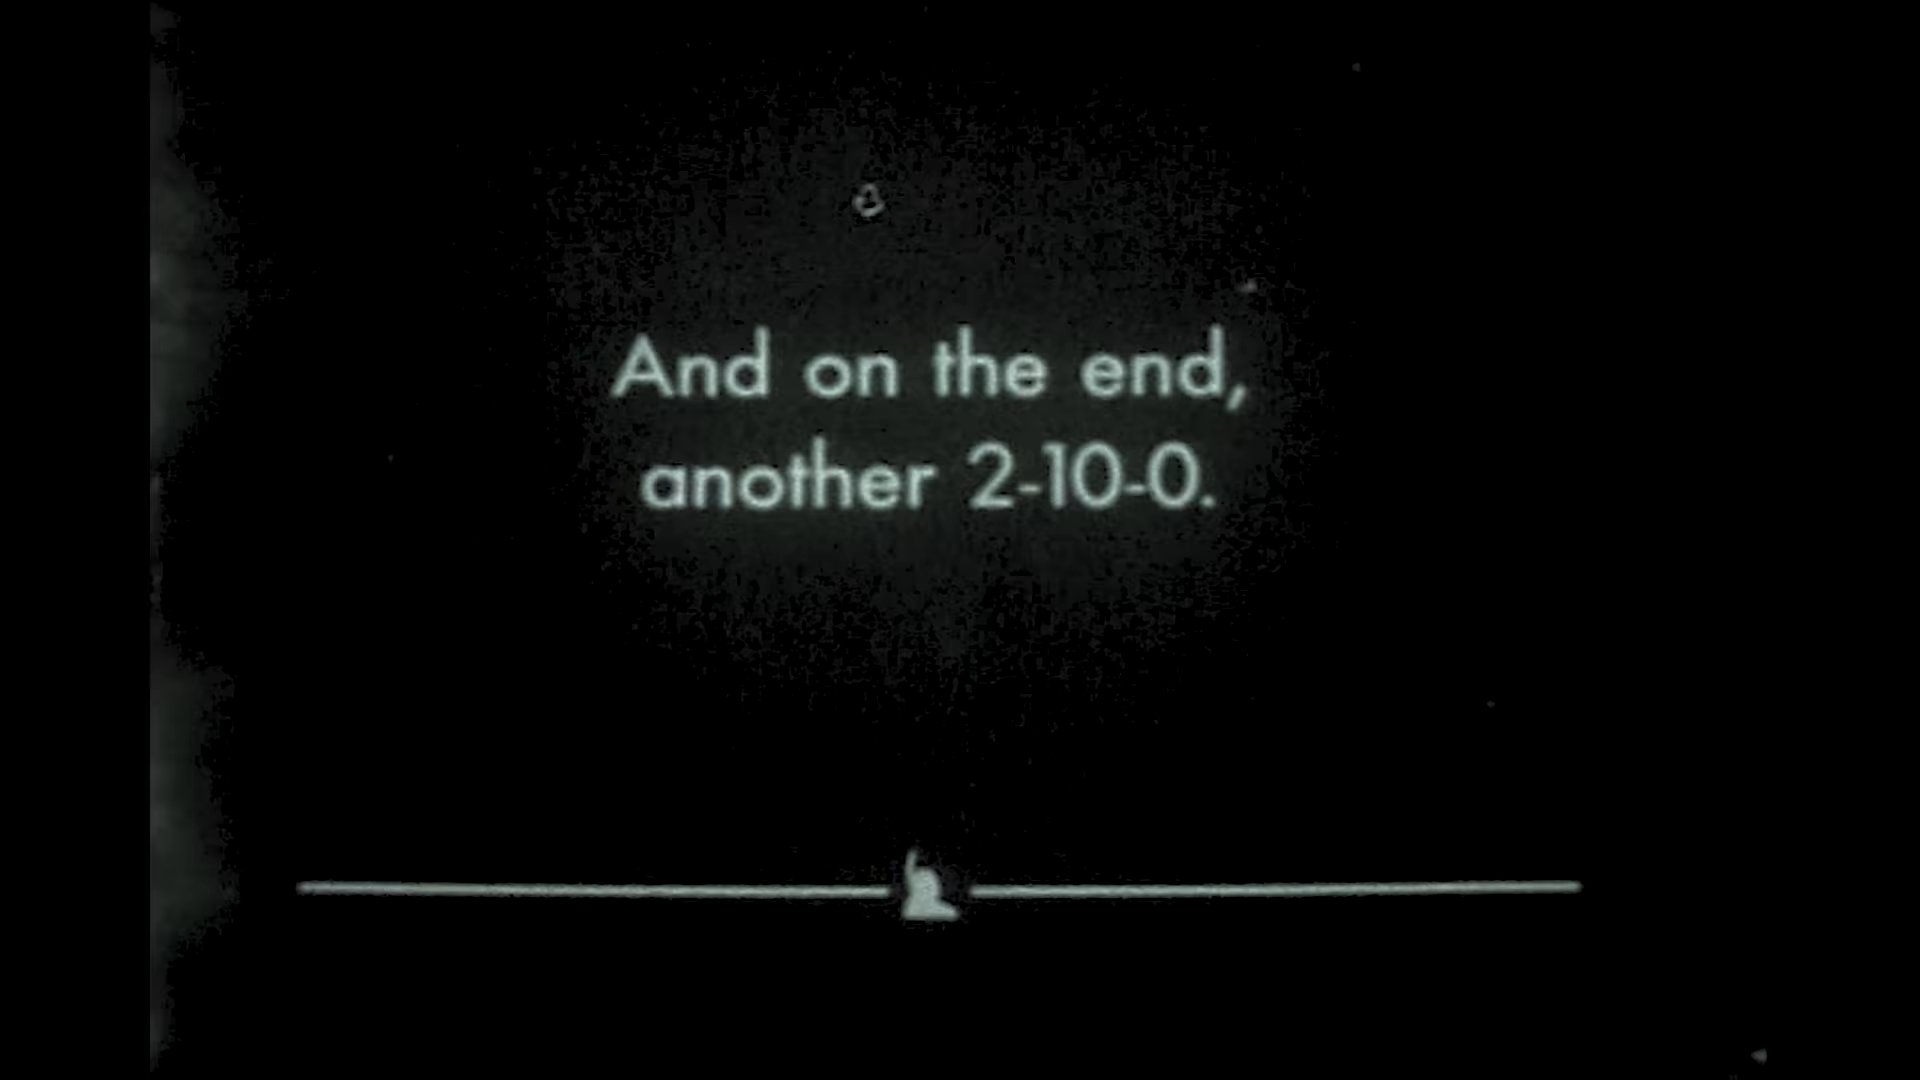 And on the end,
another 2-10-0.